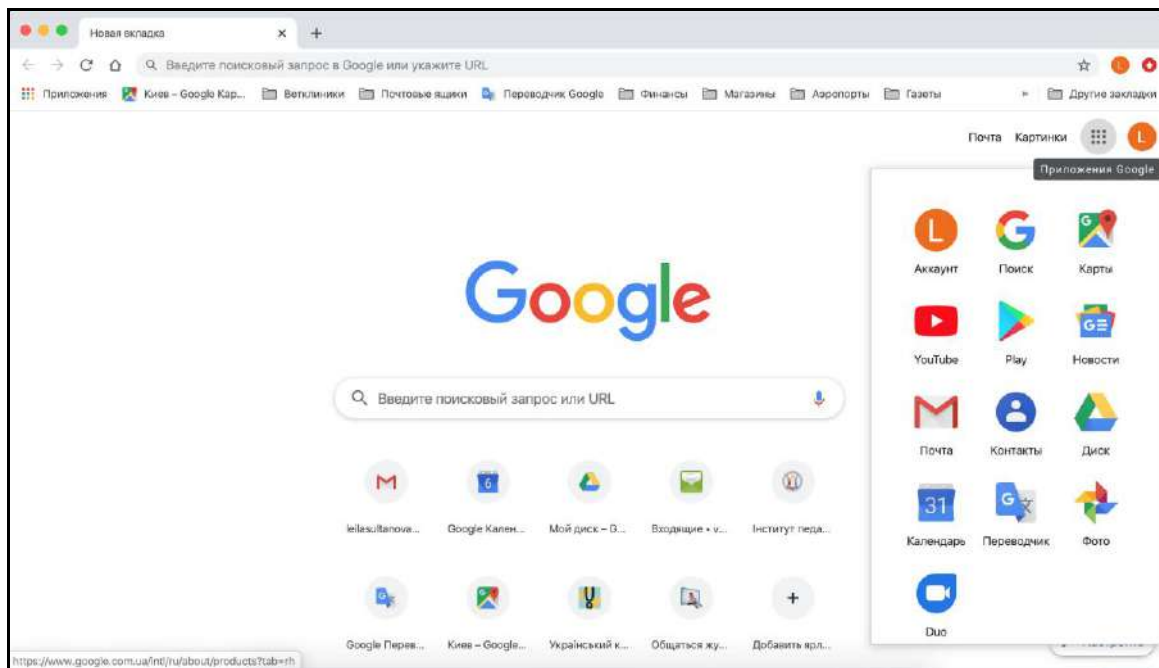 Новая вкладка
Введите поисковый запрос в Google или укажите URL
Приложения Киев – Google Кар... Ветклиники Почтовые ящики Переводчик Google Финансы Магазины Аэропорты Газеты » Другие закладки
Почта Картинки L
Приложения Google
L G
Аккаунт Поиск Карты
Google
YouTube Play Новости
Введите поисковый запрос или URL
Почта Контакты Диск
6
31
leilasultanova... Google Кален... Мой диск – G... Входящие • v... Інститут педа...
Календарь Переводчик Фото
Duo
Google Перев... Киев – Google... Український к... Общаться жу... Добавить ярл...
https://www.google.com.ua/intl/ru/about/products?tab=rh